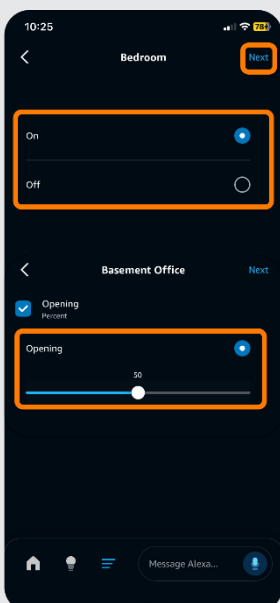 10:25
78
Bedroom
Next
On
Off
Basement Office
Next
Opening
Percent
Opening
50
Message Alexa...